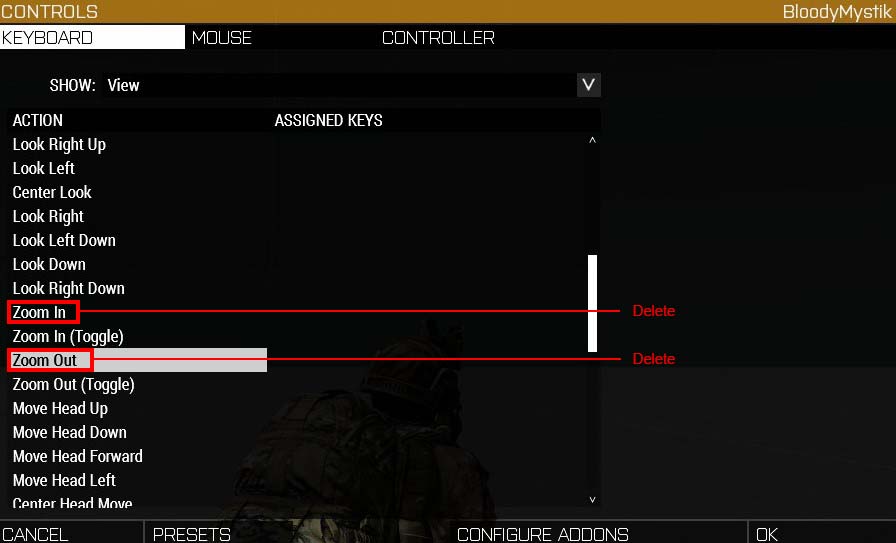 CONTROLS BloodyMystik
KEYBOARD MOUSE CONTROLLER
SHOW: View V
ACTION ASSIGNED KEYS
Look Right Up
Look Left
Center Look
Look Right
Look Left Down
Look Down
Look Right Down
Zoom In Delete
Zoom In (Toggle)
Zoom Out Delete
Zoom Out (Toggle)
Move Head Up
Move Head Down
Move Head Forward
Move Head Left
Center Head Move
CANCEL PRESETS CONFIGURE ADDONS OK